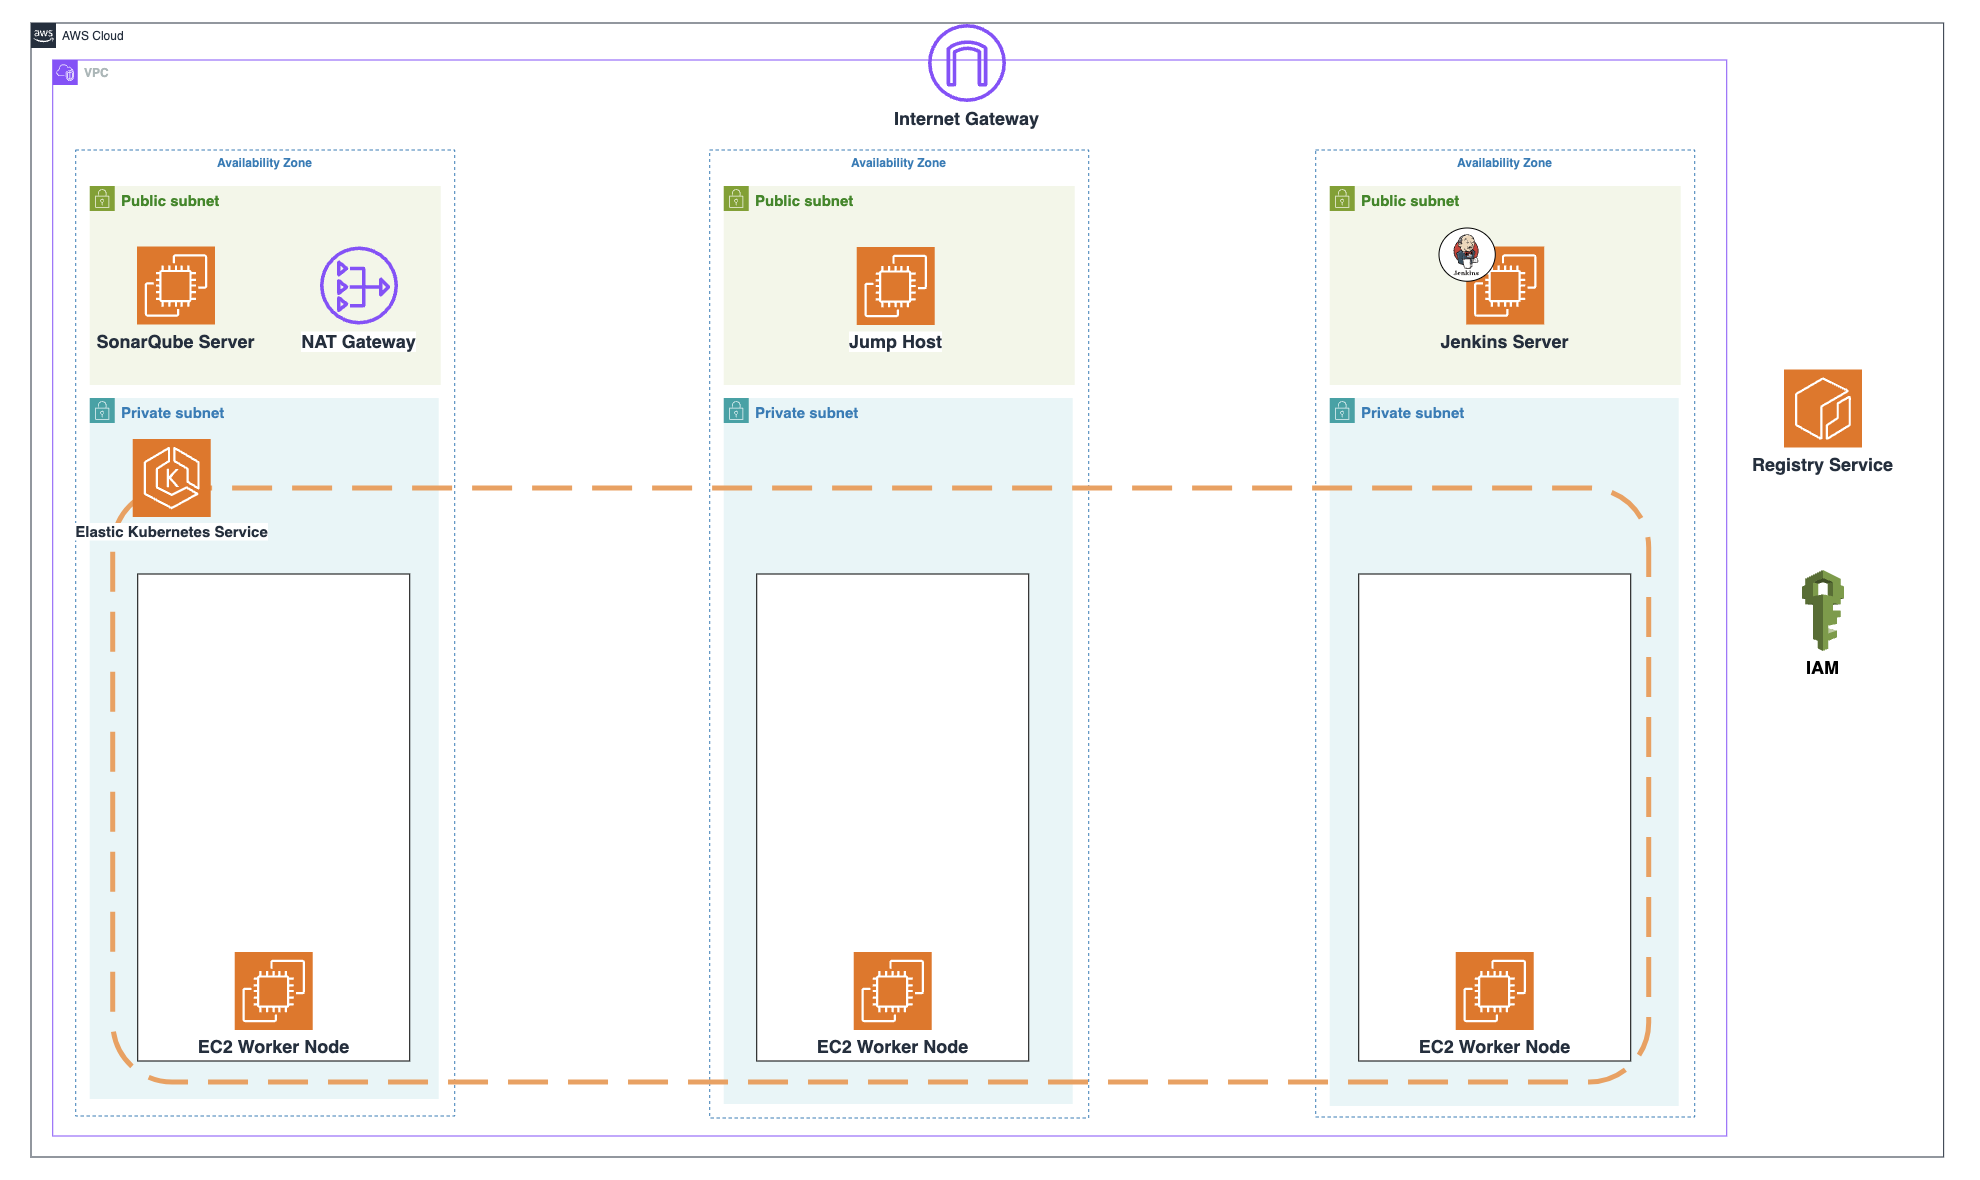 aws
AWS Cloud
VPC
Internet Gateway
Availability Zone
Availability Zone
Availability Zone
Public subnet
Public subnet
Public subnet
Jenkins
SonarQube Server
NAT Gateway
Jump Host
Jenkins Server
Private subnet
Private subnet
Private subnet
Registry Service
K
Elastic Kubernetes Service
IAM
EC2 Worker Node
EC2 Worker Node
EC2 Worker Node